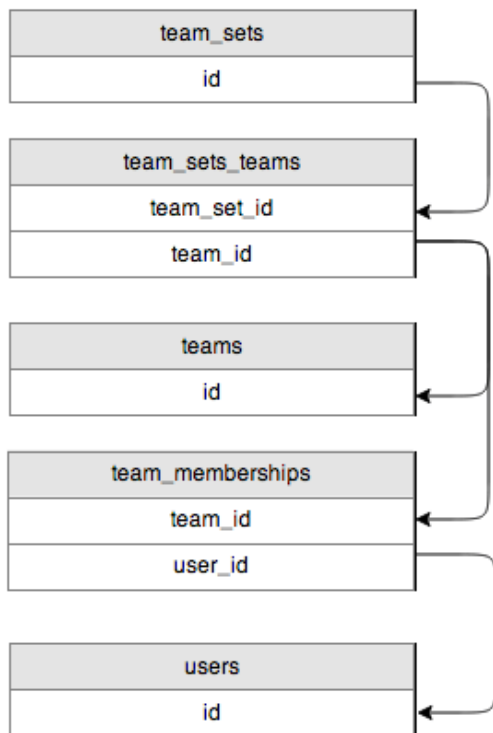 team_sets
id
team_sets_teams
team_set_id
team_id
teams
id
team_memberships
team_id
user_id
users
id